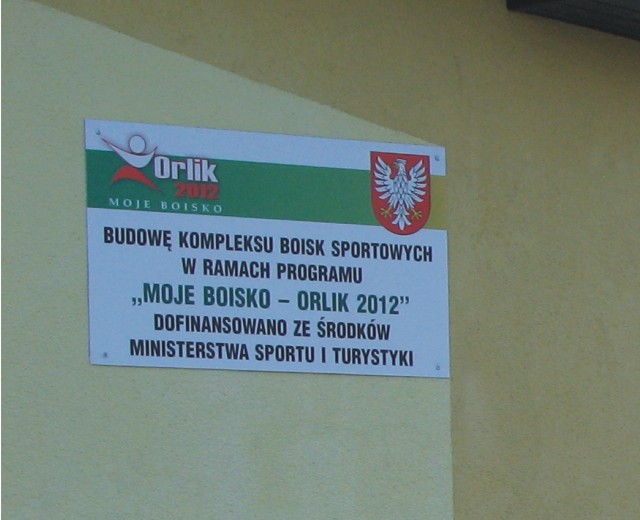 Orlik
2012
MOJE BOISKO
BUDOWĘ KOMPLEKSU BOISK SPORTOWYCH
W RAMACH PROGRAMU
„MOJE BOISKO – ORLIK 2012”
DOFINANSOWANO ZE ŚRODKÓW
MINISTERSTWA SPORTU I TURYSTYKI